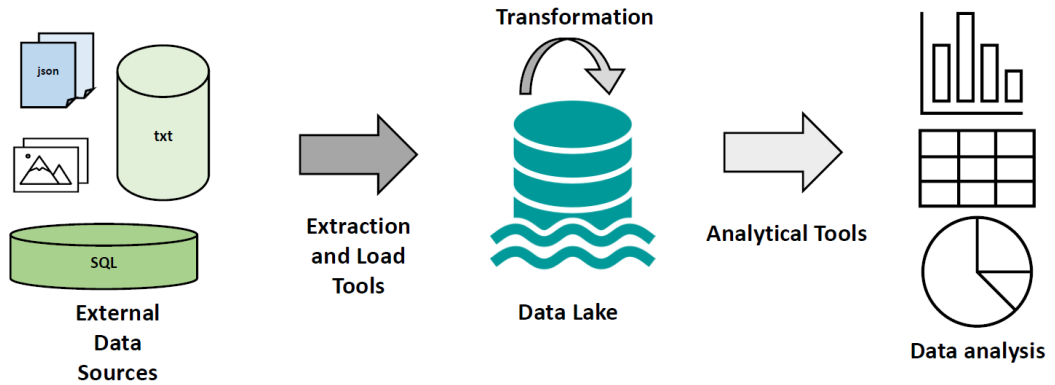 json
txt
SQL
External
Data
Sources
Extraction
and Load
Tools
Transformation
Data Lake
Analytical Tools
Data analysis